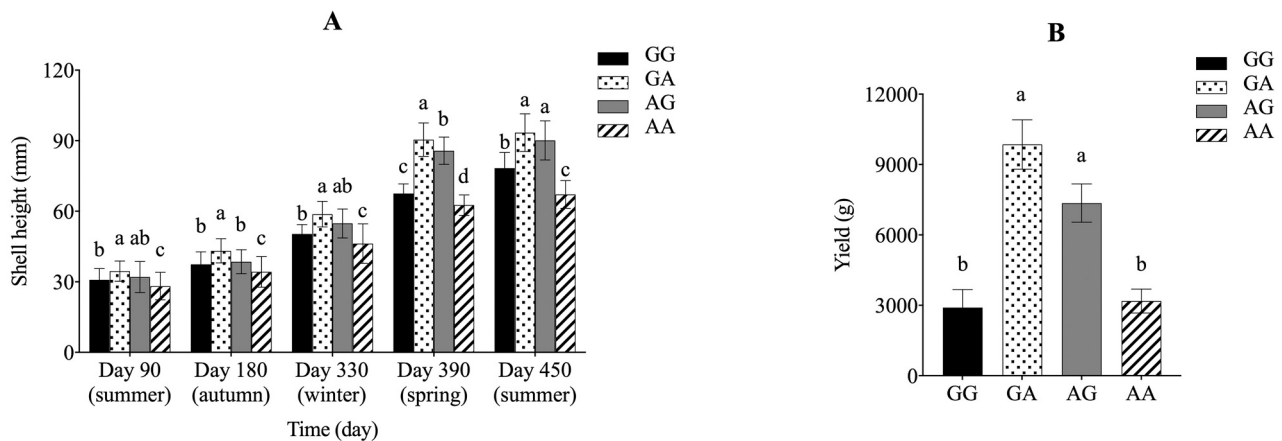 A
GG
GA
AG
AA
Shell height (mm)
120
90
60
30
0
b a ab c
b a b c
b a ab c
c a b d
b a a c
Day 90 Day 180 Day 330 Day 390 Day 450
(summer) (autumn) (winter) (spring) (summer)
Time (day)
B
GG
GA
AG
AA
Yield (g)
12000
9000
6000
3000
0
b a a b
GG GA AG AA